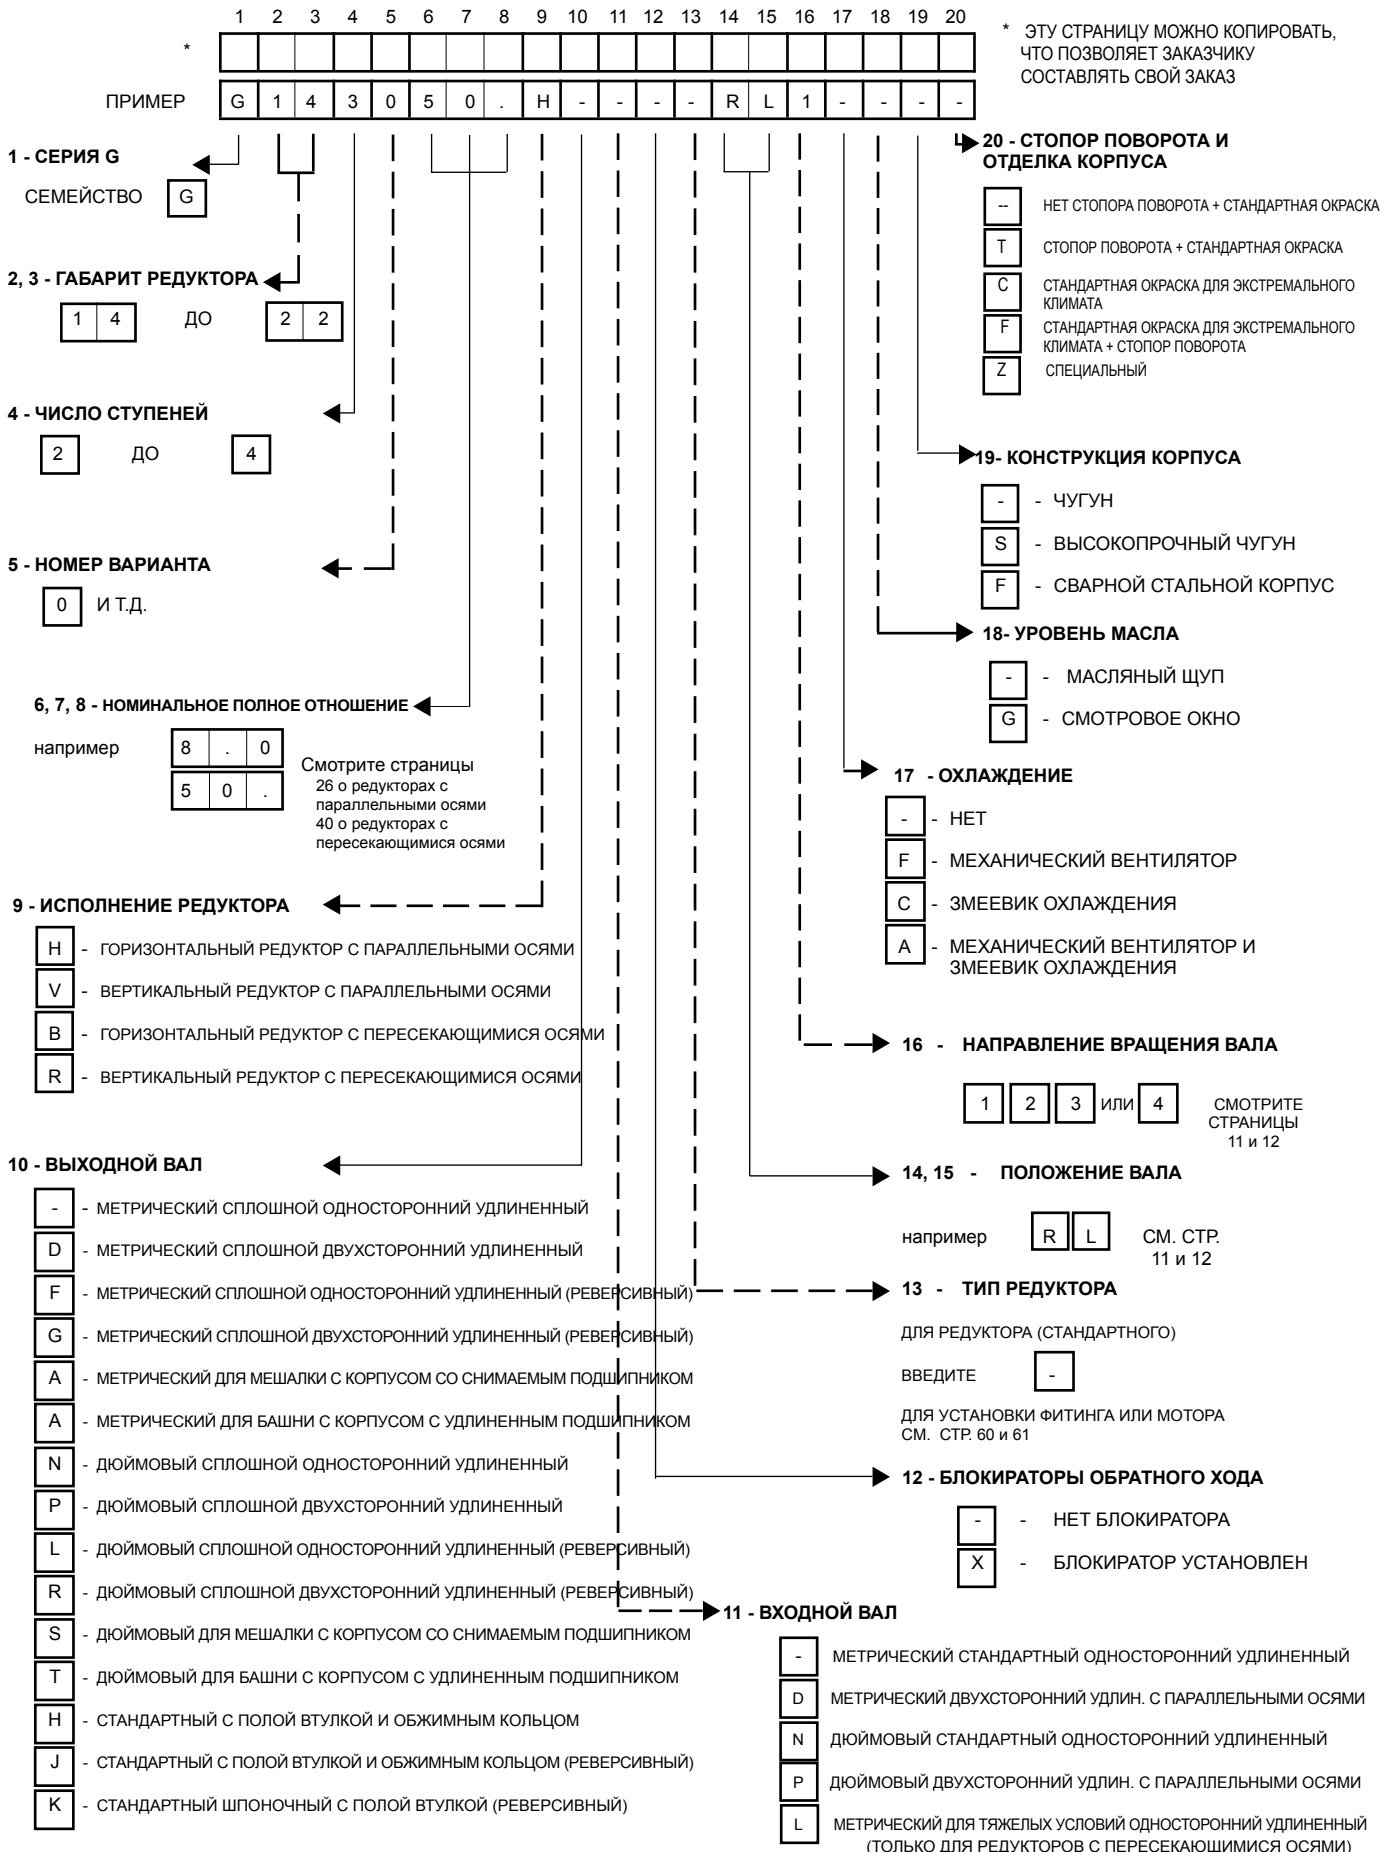 1 2 3 4 5 6 7 8 9 10 11 12 13 14 15 16 17 18 19 20
*
* ЭТУ СТРАНИЦУ МОЖНО КОПИРОВАТЬ,
ЧТО ПОЗВОЛЯЕТ ЗАКАЗЧИКУ
СОСТАВЛЯТЬ СВОЙ ЗАКАЗ
ПРИМЕР G 1 4 3 0 5 0 . H - - - - R L 1 - - - -
1 - СЕРИЯ G
СЕМЕЙСТВО G
2, 3 - ГАБАРИТ РЕДУКТОРА
1 4 ДО 2 2
4 - ЧИСЛО СТУПЕНЕЙ
2 ДО 4
5 - НОМЕР ВАРИАНТА
0 И Т.Д.
6, 7, 8 - НОМИНАЛЬНОЕ ПОЛНОЕ ОТНОШЕНИЕ
например 8 . 0
5 0 .
Смотрите страницы
26 о редукторах с
параллельными осями
40 о редукторах с
пересекающимися осями
9 - ИСПОЛНЕНИЕ РЕДУКТОРА
H - ГОРИЗОНТАЛЬНЫЙ РЕДУКТОР С ПАРАЛЛЕЛЬНЫМИ ОСЯМИ
V - ВЕРТИКАЛЬНЫЙ РЕДУКТОР С ПАРАЛЛЕЛЬНЫМИ ОСЯМИ
B - ГОРИЗОНТАЛЬНЫЙ РЕДУКТОР С ПЕРЕСЕКАЮЩИМИСЯ ОСЯМИ
R - ВЕРТИКАЛЬНЫЙ РЕДУКТОР С ПЕРЕСЕКАЮЩИМИСЯ ОСЯМИ
10 - ВЫХОДНОЙ ВАЛ
- - МЕТРИЧЕСКИЙ СПЛОШНОЙ ОДНОСТОРОННИЙ УДЛИНЕННЫЙ
D - МЕТРИЧЕСКИЙ СПЛОШНОЙ ДВУХСТОРОННИЙ УДЛИНЕННЫЙ
F - МЕТРИЧЕСКИЙ СПЛОШНОЙ ОДНОСТОРОННИЙ УДЛИНЕННЫЙ (РЕВЕРСИВНЫЙ)
G - МЕТРИЧЕСКИЙ СПЛОШНОЙ ДВУХСТОРОННИЙ УДЛИНЕННЫЙ (РЕВЕРСИВНЫЙ)
A - МЕТРИЧЕСКИЙ ДЛЯ МЕШАЛКИ С КОРПУСОМ СО СНИМАЕМЫМ ПОДШИПНИКОМ
A - МЕТРИЧЕСКИЙ ДЛЯ БАШНИ С КОРПУСОМ С УДЛИНЕННЫМ ПОДШИПНИКОМ
N - ДЮЙМОВЫЙ СПЛОШНОЙ ОДНОСТОРОННИЙ УДЛИНЕННЫЙ
P - ДЮЙМОВЫЙ СПЛОШНОЙ ДВУХСТОРОННИЙ УДЛИНЕННЫЙ
L - ДЮЙМОВЫЙ СПЛОШНОЙ ОДНОСТОРОННИЙ УДЛИНЕННЫЙ (РЕВЕРСИВНЫЙ)
R - ДЮЙМОВЫЙ СПЛОШНОЙ ДВУХСТОРОННИЙ УДЛИНЕННЫЙ (РЕВЕРСИВНЫЙ)
S - ДЮЙМОВЫЙ ДЛЯ МЕШАЛКИ С КОРПУСОМ СО СНИМАЕМЫМ ПОДШИПНИКОМ
T - ДЮЙМОВЫЙ ДЛЯ БАШНИ С КОРПУСОМ С УДЛИНЕННЫМ ПОДШИПНИКОМ
H - СТАНДАРТНЫЙ С ПОЛОЙ ВТУЛКОЙ И ОБЖИМНЫМ КОЛЬЦОМ
J - СТАНДАРТНЫЙ С ПОЛОЙ ВТУЛКОЙ И ОБЖИМНЫМ КОЛЬЦОМ (РЕВЕРСИВНЫЙ)
K - СТАНДАРТНЫЙ ШПОНОЧНЫЙ С ПОЛОЙ ВТУЛКОЙ (РЕВЕРСИВНЫЙ)
20 - СТОПОР ПОВОРОТА И
ОТДЕЛКА КОРПУСА
-- НЕТ СТОПОРА ПОВОРОТА + СТАНДАРТНАЯ ОКРАСКА
T СТОПОР ПОВОРОТА + СТАНДАРТНАЯ ОКРАСКА
C СТАНДАРТНАЯ ОКРАСКА ДЛЯ ЭКСТРЕМАЛЬНОГО
КЛИМАТА
F СТАНДАРТНАЯ ОКРАСКА ДЛЯ ЭКСТРЕМАЛЬНОГО
КЛИМАТА + СТОПОР ПОВОРОТА
Z СПЕЦИАЛЬНЫЙ
19- КОНСТРУКЦИЯ КОРПУСА
- - ЧУГУН
S - ВЫСОКОПРОЧНЫЙ ЧУГУН
F - СВАРНОЙ СТАЛЬНОЙ КОРПУС
18- УРОВЕНЬ МАСЛА
- - МАСЛЯНЫЙ ЩУП
G - СМОТРОВОЕ ОКНО
17 - ОХЛАЖДЕНИЕ
- - НЕТ
F - МЕХАНИЧЕСКИЙ ВЕНТИЛЯТОР
C - ЗМЕЕВИК ОХЛАЖДЕНИЯ
A - МЕХАНИЧЕСКИЙ ВЕНТИЛЯТОР И
ЗМЕЕВИК ОХЛАЖДЕНИЯ
16 - НАПРАВЛЕНИЕ ВРАЩЕНИЯ ВАЛА
1 2 3 ИЛИ 4 СМОТРИТЕ
СТРАНИЦЫ
11 и 12
14, 15 - ПОЛОЖЕНИЕ ВАЛА
например R L СМ. СТР.
11 и 12
13 - ТИП РЕДУКТОРА
ДЛЯ РЕДУКТОРА (СТАНДАРТНОГО)
ВВЕДИТЕ -
ДЛЯ УСТАНОВКИ ФИТИНГА ИЛИ МОТОРА
СМ. СТР. 60 и 61
12 - БЛОКИРАТОРЫ ОБРАТНОГО ХОДА
- - НЕТ БЛОКИРАТОРА
X - БЛОКИРАТОР УСТАНОВЛЕН
11 - ВХОДНОЙ ВАЛ
- МЕТРИЧЕСКИЙ СТАНДАРТНЫЙ ОДНОСТОРОННИЙ УДЛИНЕННЫЙ
D МЕТРИЧЕСКИЙ ДВУХСТОРОННИЙ УДЛИН. С ПАРАЛЛЕЛЬНЫМИ ОСЯМИ
N ДЮЙМОВЫЙ СТАНДАРТНЫЙ ОДНОСТОРОННИЙ УДЛИНЕННЫЙ
P ДЮЙМОВЫЙ ДВУХСТОРОННИЙ УДЛИН. С ПАРАЛЛЕЛЬНЫМИ ОСЯМИ
L МЕТРИЧЕСКИЙ ДЛЯ ТЯЖЕЛЫХ УСЛОВИЙ ОДНОСТОРОННИЙ УДЛИНЕННЫЙ
(ТОЛЬКО ДЛЯ РЕДУКТОРОВ С ПЕРЕСЕКАЮЩИМИСЯ ОСЯМИ)